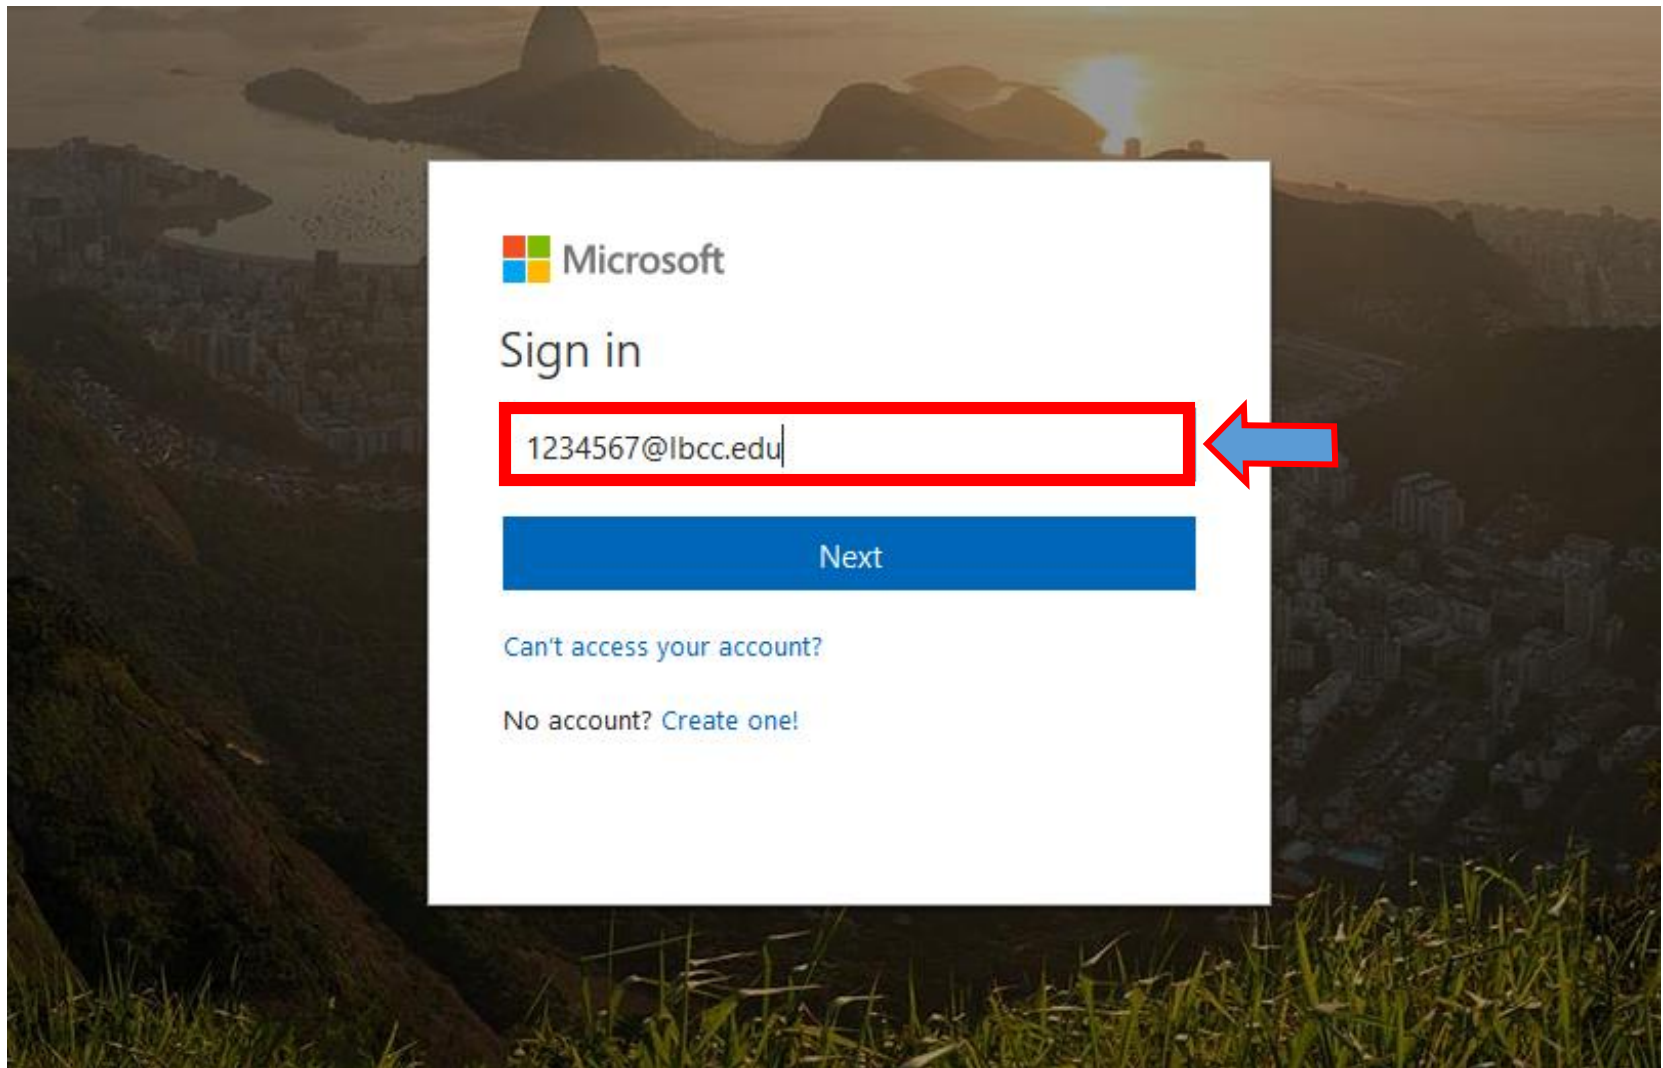 Microsoft
Sign in
1234567@lbcc.edu
Next
Can't access your account?
No account? Create one!